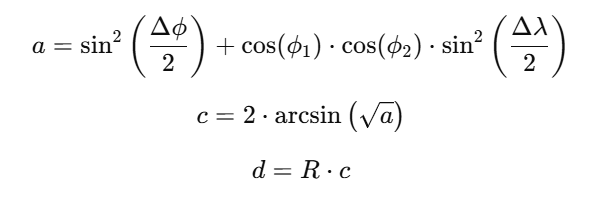 a = sin²(Δϕ/2) + cos(ϕ₁) · cos(ϕ₂) · sin²(Δλ/2)
c = 2 · arcsin(√a)
d = R · c